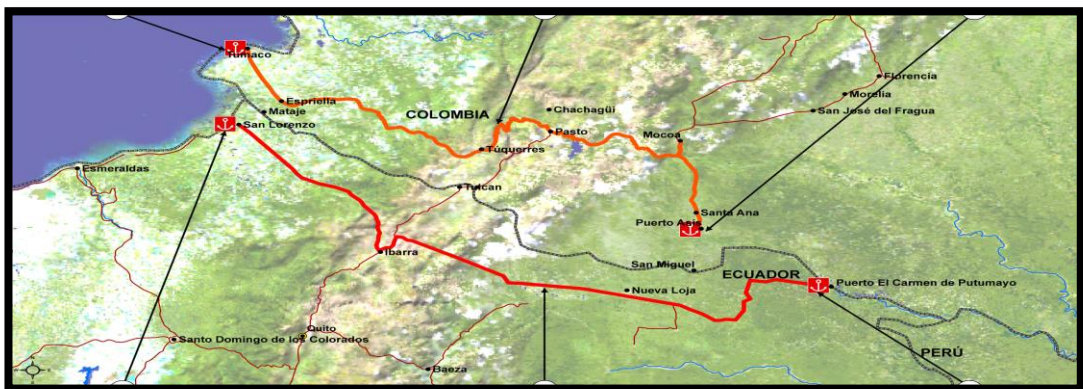 Tumaco
Florencia
Espriella
Morelia
COLOMBIA
Chachagüi
Mataje
San José del Fragua
San Lorenzo
Pasto
Mocoa
Túquerres
Esmeraldas
Tulcan
Santa Ana
Puerto Asis
Ibarra
San Miguel
ECUADOR
Nueva Loja
Puerto El Carmen de Putumayo
Quito
Santo Domingo de los Colorados
PERÚ
Baeza